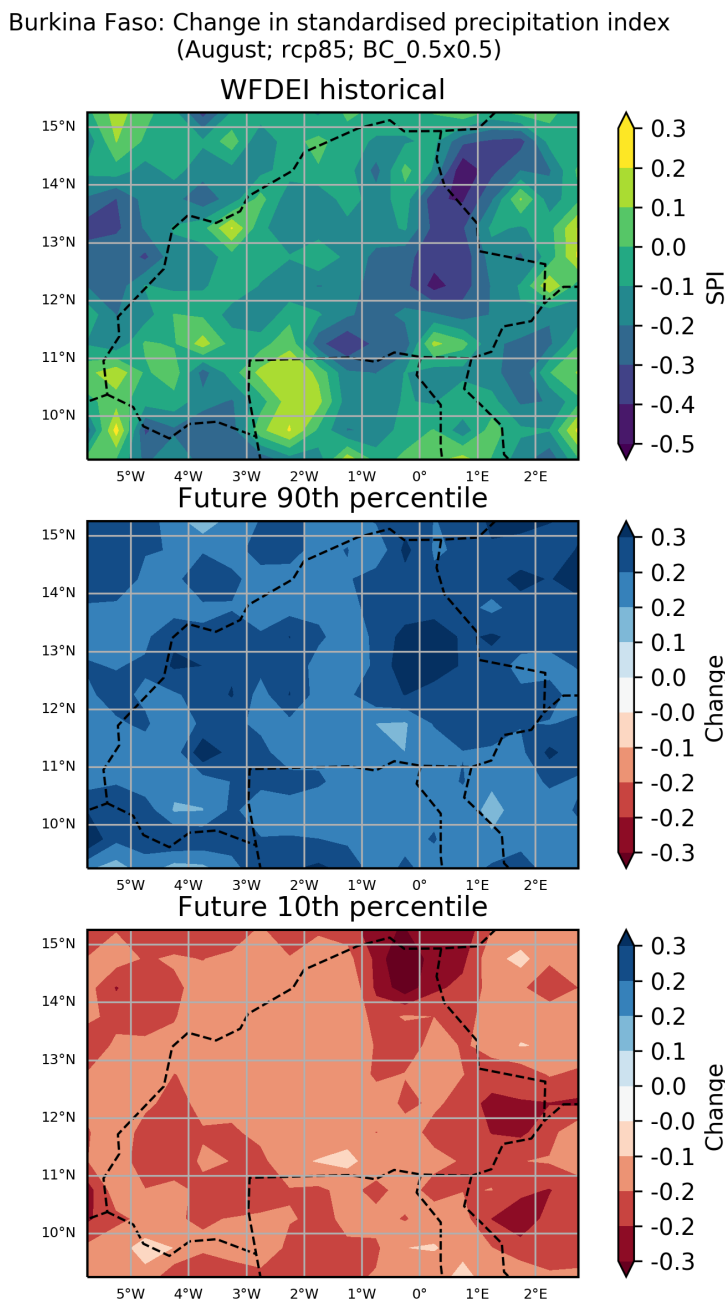 Burkina Faso: Change in standardised precipitation index
(August; rcp85; BC_0.5x0.5)
WFDEI historical
15°N
14°N
13°N
12°N
11°N
10°N
5°W 4°W 3°W 2°W 1°W 0° 1°E 2°E
0.3
0.2
0.1
0.0
-0.1
-0.2
-0.3
-0.4
-0.5
SPI
Future 90th percentile
15°N
14°N
13°N
12°N
11°N
10°N
5°W 4°W 3°W 2°W 1°W 0° 1°E 2°E
0.3
0.2
0.2
0.1
0.0
-0.0
-0.1
-0.2
-0.2
-0.3
Change
Future 10th percentile
15°N
14°N
13°N
12°N
11°N
10°N
5°W 4°W 3°W 2°W 1°W 0° 1°E 2°E
0.3
0.2
0.2
0.1
0.0
-0.0
-0.1
-0.2
-0.2
-0.3
Change